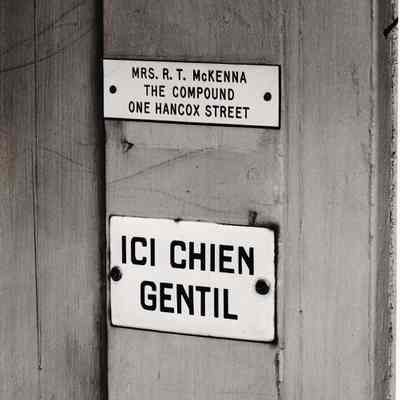 MRS. R. T. McKENNA
THE COMPOUND
ONE HANCOX STREET
ICI CHIEN
GENTIL